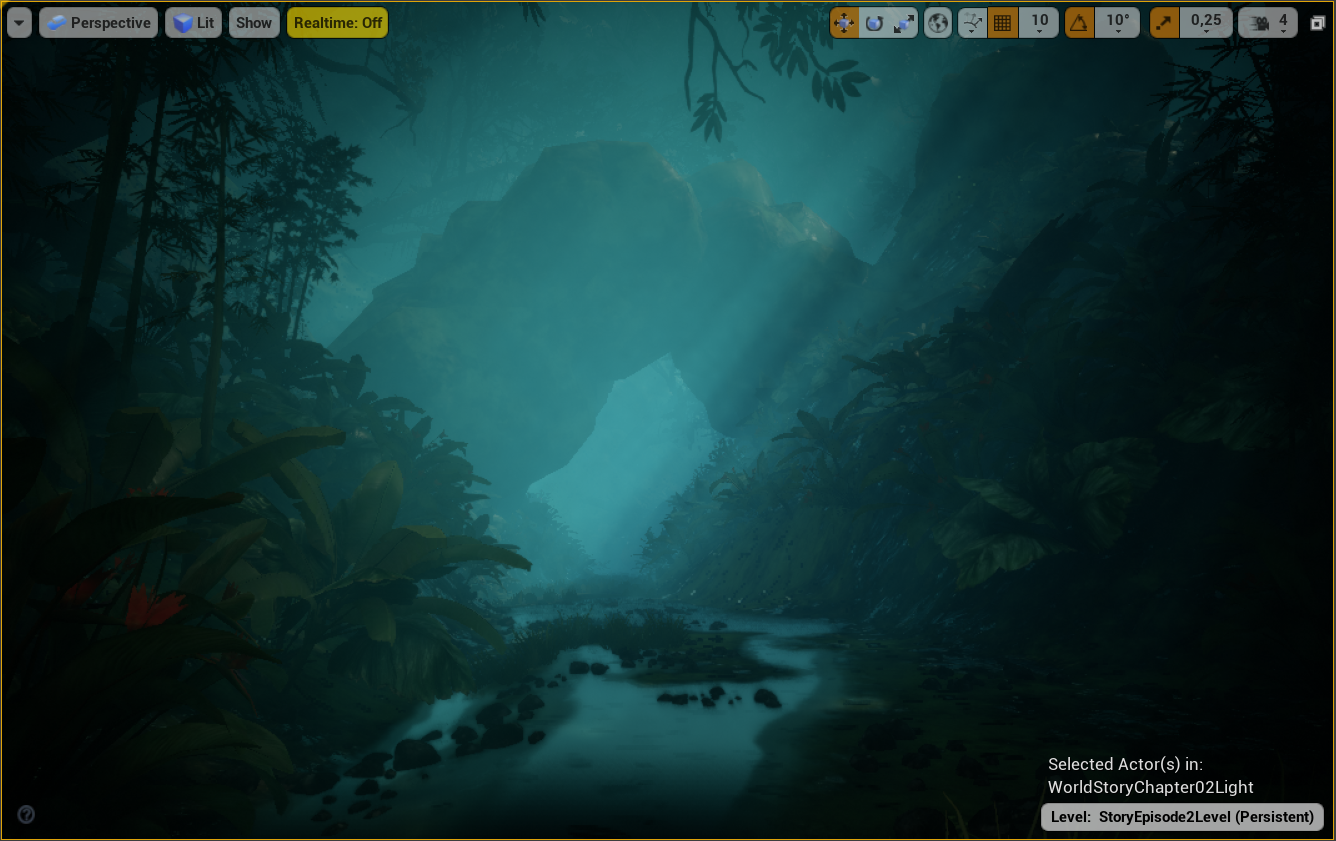 Perspective Lit Show Realtime: Off 10 10° 0,25 4
Selected Actor(s) in:
WorldStoryChapter02Light
Level: StoryEpisode2Level (Persistent)